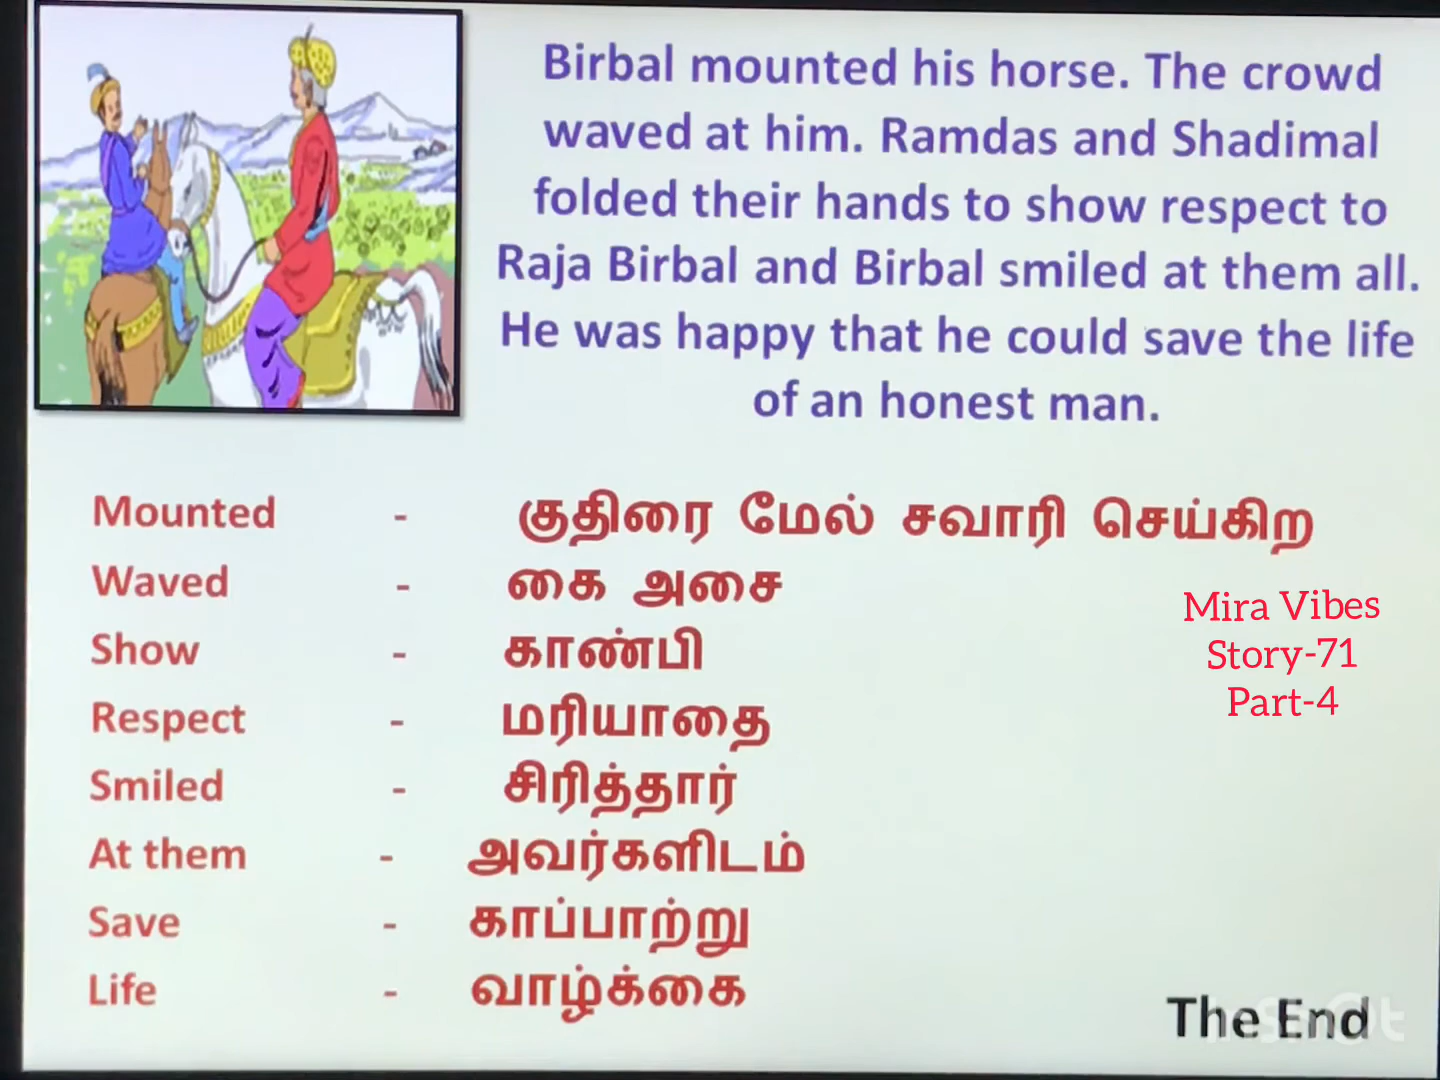 Birbal mounted his horse. The crowd
waved at him. Ramdas and Shadimal
folded their hands to show respect to
Raja Birbal and Birbal smiled at them all.
He was happy that he could save the life
of an honest man.
Mounted - குதிரை மேல் சவாரி செய்கிற
Waved - கை அசை
Show - காண்பி
Respect - மரியாதை
Smiled - சிரித்தார்
At them - அவர்களிடம்
Save - காப்பாற்று
Life - வாழ்க்கை
Mira Vibes
Story-71
Part-4
The End